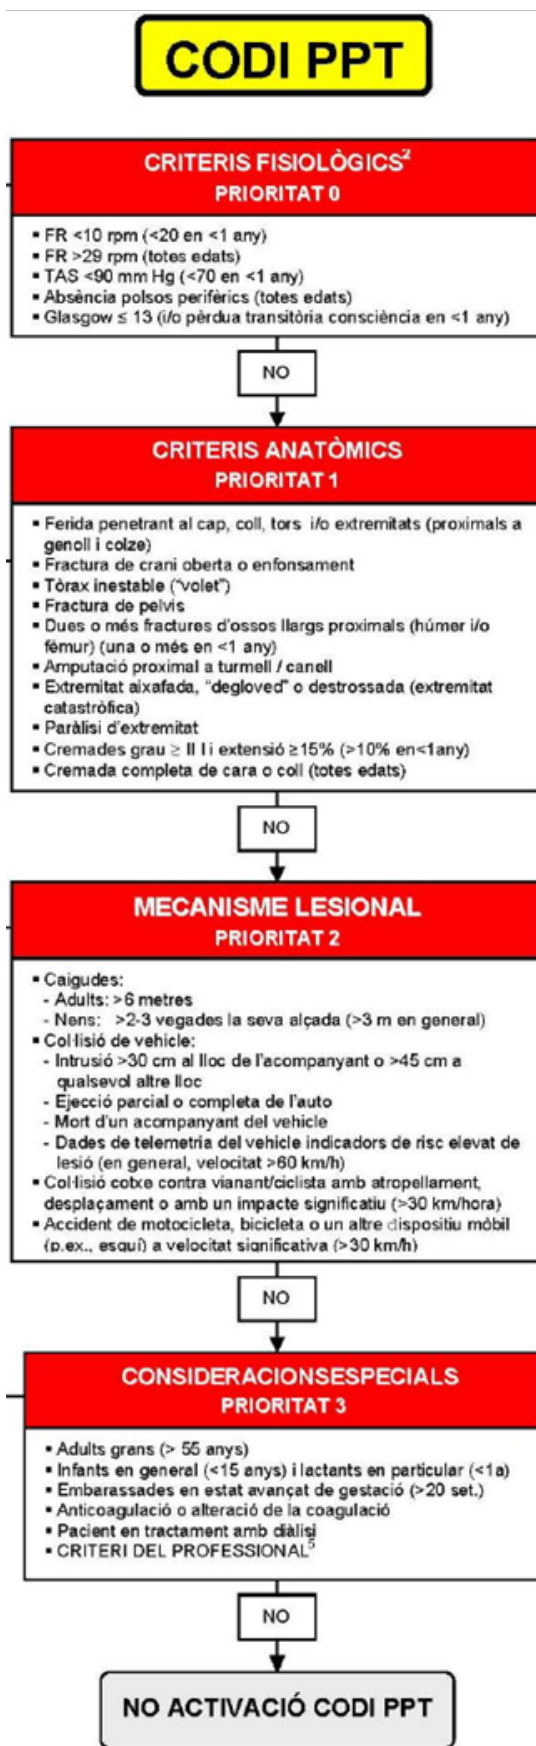 CODI PPT
CRITERIS FISIOLÒGICS²
PRIORITAT 0
▪ FR <10 rpm (<20 en <1 any)
▪ FR >29 rpm (totes edats)
▪ TAS <90 mm Hg (<70 en <1 any)
▪ Absència polsos perifèrics (totes edats)
▪ Glasgow ≤ 13 (i/o pèrdua transitòria consciència en <1 any)
NO
CRITERIS ANATÒMICS
PRIORITAT 1
▪ Ferida penetrant al cap, coll, tors i/o extremitats (proximals a
genoll i colze)
▪ Fractura de crani oberta o enfonsament
▪ Tòrax inestable ("volet")
▪ Fractura de pelvis
▪ Dues o més fractures d'ossos llargs proximals (húmer i/o
fèmur) (una o més en <1 any)
▪ Amputació proximal a turmell / canell
▪ Extremitat aixafada, "degloved" o destrossada (extremitat
catastròfica)
▪ Paràlisi d'extremitat
▪ Cremades grau ≥ II I i extensió ≥15% (>10% en<1any)
▪ Cremada completa de cara o coll (totes edats)
NO
MECANISME LESIONAL
PRIORITAT 2
▪ Caigudes:
- Adults: >6 metres
- Nens: >2-3 vegades la seva alçada (>3 m en general)
▪ Col·lisió de vehicle:
- Intrusió >30 cm al lloc de l'acompanyant o >45 cm a
qualsevol altre lloc
- Ejecció parcial o completa de l'auto
- Mort d'un acompanyant del vehicle
- Dades de telemetria del vehicle indicadors de risc elevat de
lesió (en general, velocitat >60 km/h)
▪ Col·lisió cotxe contra vianant/ciclista amb atropellament,
desplaçament o amb un impacte significatiu (>30 km/hora)
▪ Accident de motocicleta, bicicleta o un altre dispositiu mòbil
(p.ex., esquí) a velocitat significativa (>30 km/h)
NO
CONSIDERACIONSESPECIALS
PRIORITAT 3
▪ Adults grans (> 55 anys)
▪ Infants en general (<15 anys) i lactants en particular (<1a)
▪ Embarassades en estat avançat de gestació (>20 set.)
▪ Anticoagulació o alteració de la coagulació
▪ Pacient en tractament amb diàlisi
▪ CRITERI DEL PROFESSIONAL⁵
NO
NO ACTIVACIÓ CODI PPT